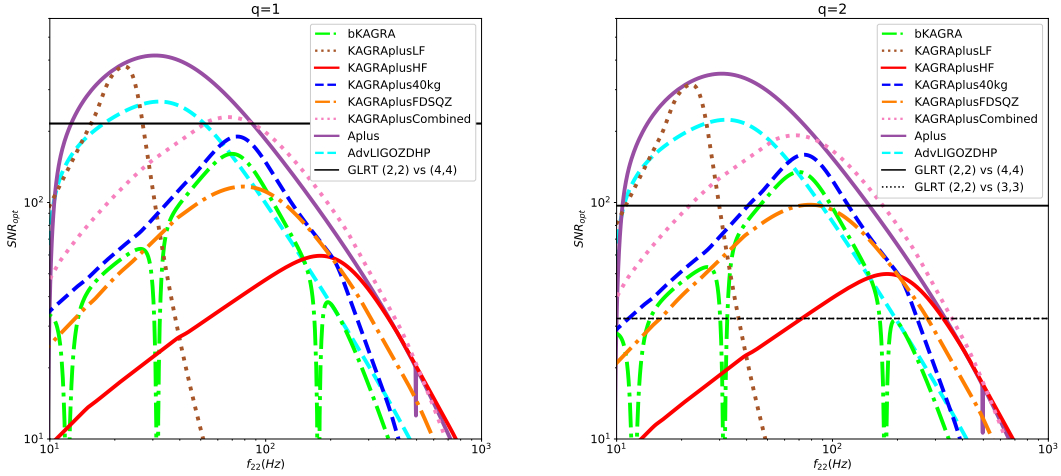 q=1
bKAGRA
KAGRAplusLF
KAGRAplusHF
KAGRAplus40kg
KAGRAplusFDSQZ
KAGRAplusCombined
Aplus
AdvLIGOZDHP
GLRT (2,2) vs (4,4)
SNR_opt
10^2
10^1
10^1
10^2
10^3
f_22(Hz)
q=2
bKAGRA
KAGRAplusLF
KAGRAplusHF
KAGRAplus40kg
KAGRAplusFDSQZ
KAGRAplusCombined
Aplus
AdvLIGOZDHP
GLRT (2,2) vs (4,4)
GLRT (2,2) vs (3,3)
SNR_opt
10^2
10^1
10^1
10^2
10^3
f_22(Hz)